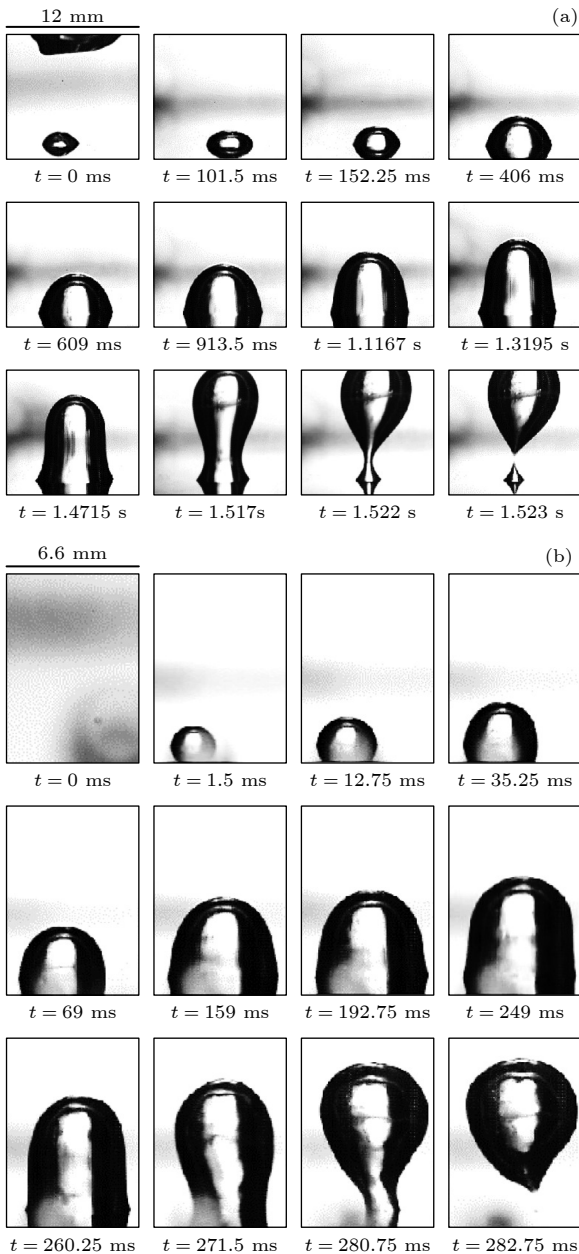 12 mm (a)
t = 0 ms t = 101.5 ms t = 152.25 ms t = 406 ms
t = 609 ms t = 913.5 ms t = 1.1167 s t = 1.3195 s
t = 1.4715 s t = 1.517s t = 1.522 s t = 1.523 s
6.6 mm (b)
t = 0 ms t = 1.5 ms t = 12.75 ms t = 35.25 ms
t = 69 ms t = 159 ms t = 192.75 ms t = 249 ms
t = 260.25 ms t = 271.5 ms t = 280.75 ms t = 282.75 ms